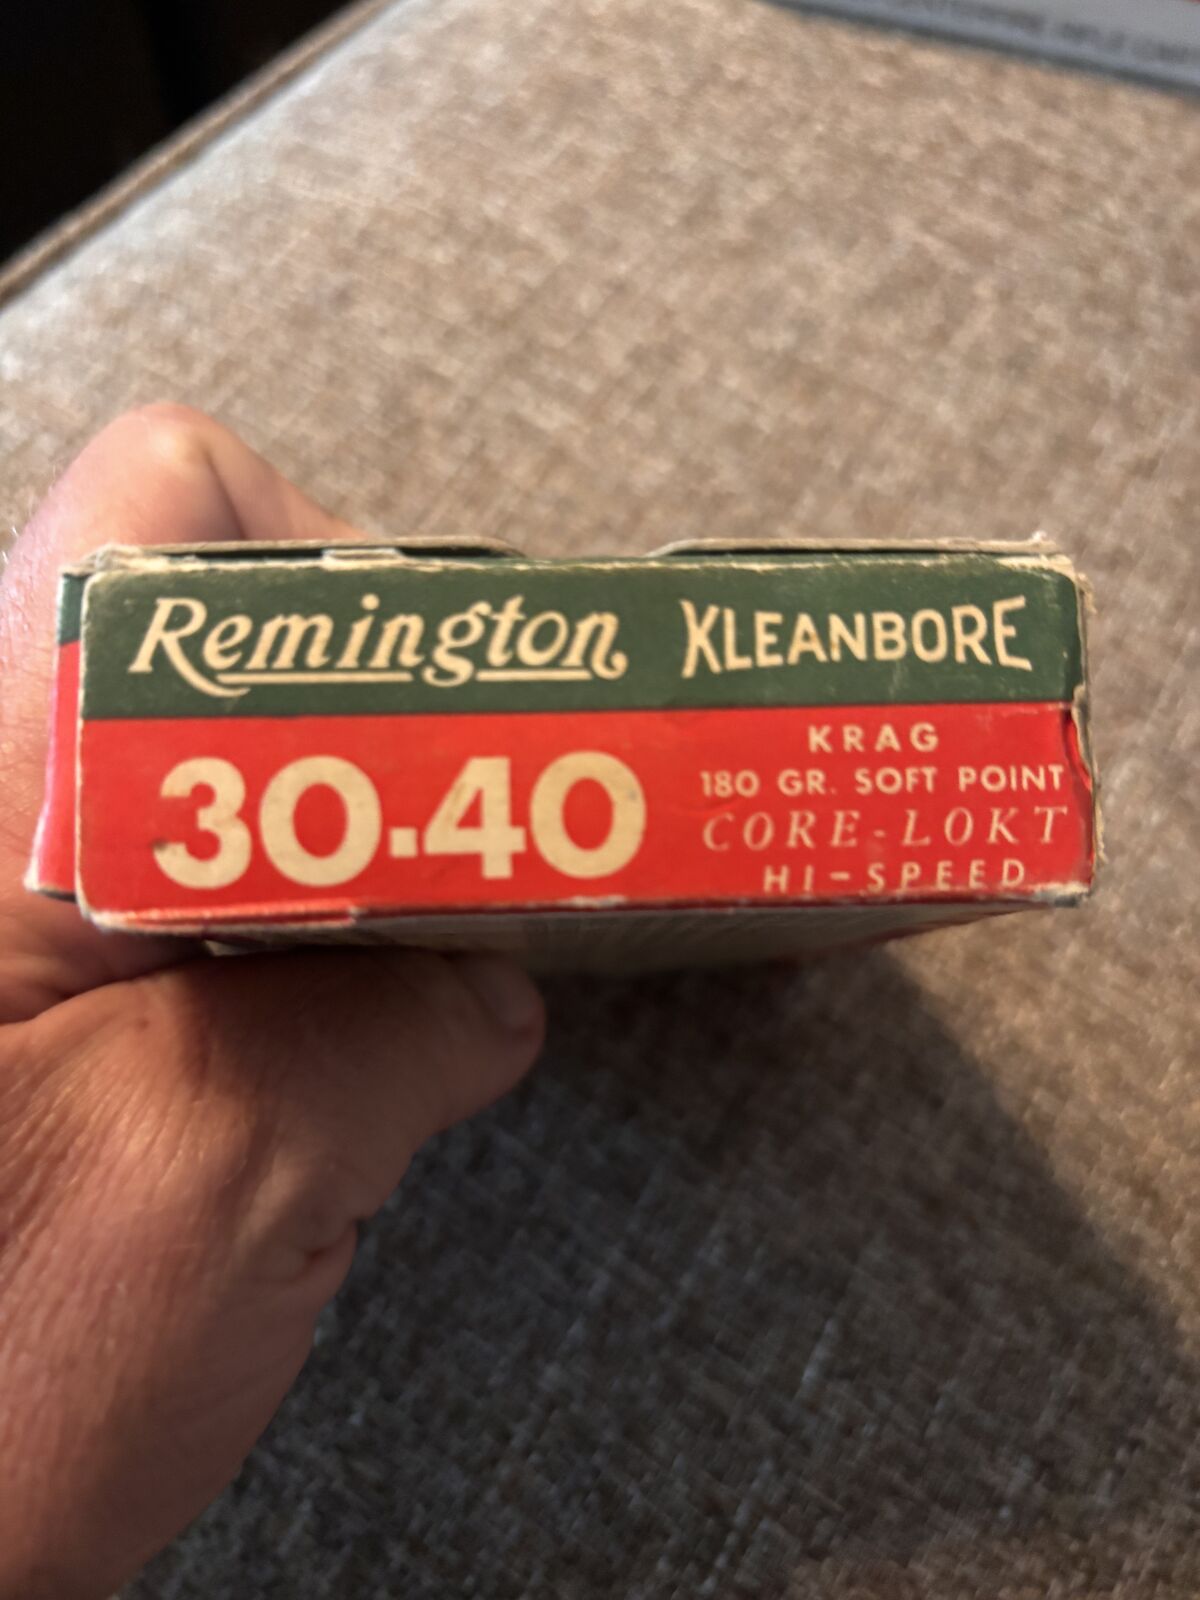 Remington KLEANBORE
30-40
KRAG
180 GR. SOFT POINT
CORE-LOKT
HI-SPEED